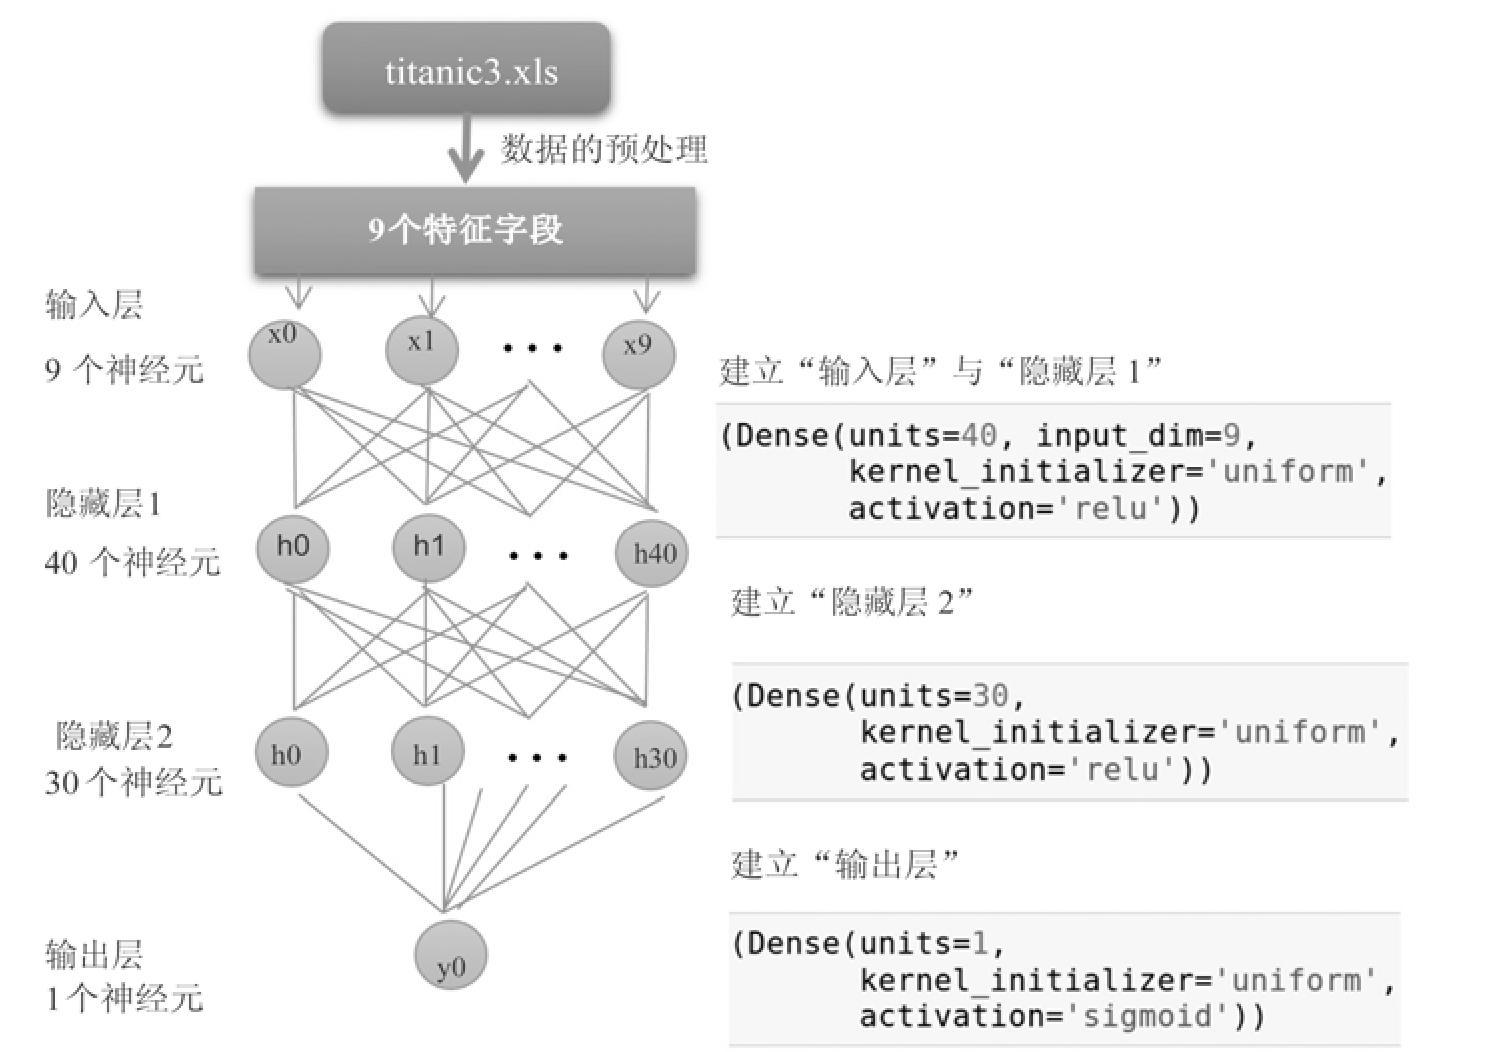 titanic3.xls
数据的预处理
9个特征字段
输入层
9 个神经元
x0
x1
•••
x9
建立“输入层”与“隐藏层 1”
(Dense(units=40, input_dim=9,
kernel_initializer='uniform',
activation='relu'))
隐藏层1
40 个神经元
h0
h1
•••
h40
建立“隐藏层 2”
(Dense(units=30,
kernel_initializer='uniform',
activation='relu'))
隐藏层2
30个神经元
h0
h1
•••
h30
建立“输出层”
(Dense(units=1,
kernel_initializer='uniform',
activation='sigmoid'))
输出层
1个神经元
y0